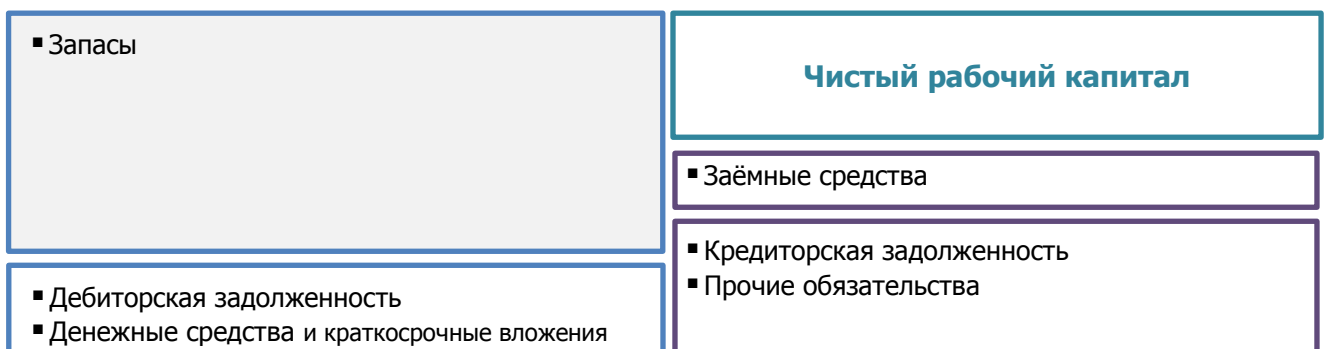 ▪ Запасы
Чистый рабочий капитал
▪ Заёмные средства
▪ Кредиторская задолженность
▪ Прочие обязательства
▪ Дебиторская задолженность
▪ Денежные средства и краткосрочные вложения